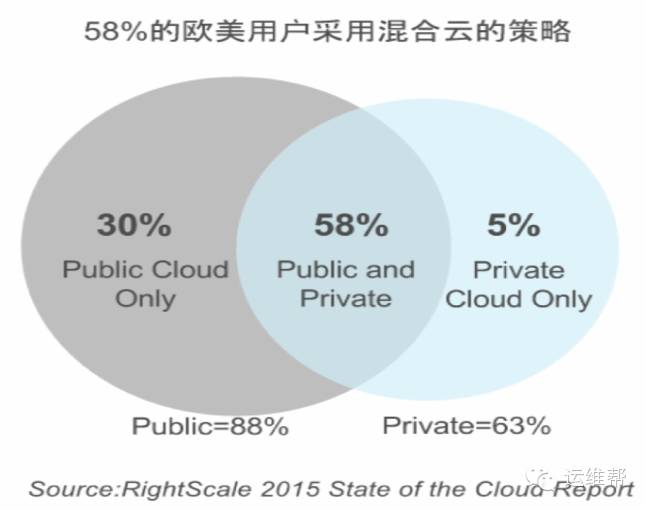 58%的欧美用户采用混合云的策略
30%
Public Cloud
Only
58%
Public and
Private
5%
Private
Cloud Only
Public=88%
Private=63%
Source:RightScale 2015 State of the Cloud Report
运维帮